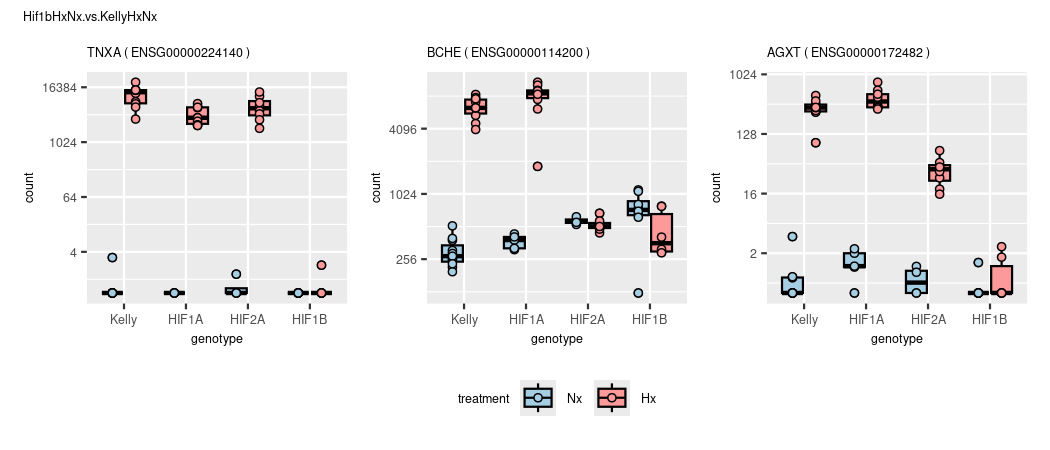 Hif1bHxNx.vs.KellyHxNx
TNXA ( ENSG00000224140 )
count
16384
1024
64
4
Kelly HIF1A HIF2A HIF1B
genotype
BCHE ( ENSG00000114200 )
count
4096
1024
256
Kelly HIF1A HIF2A HIF1B
genotype
AGXT ( ENSG00000172482 )
count
1024
128
16
2
Kelly HIF1A HIF2A HIF1B
genotype
treatment Nx Hx